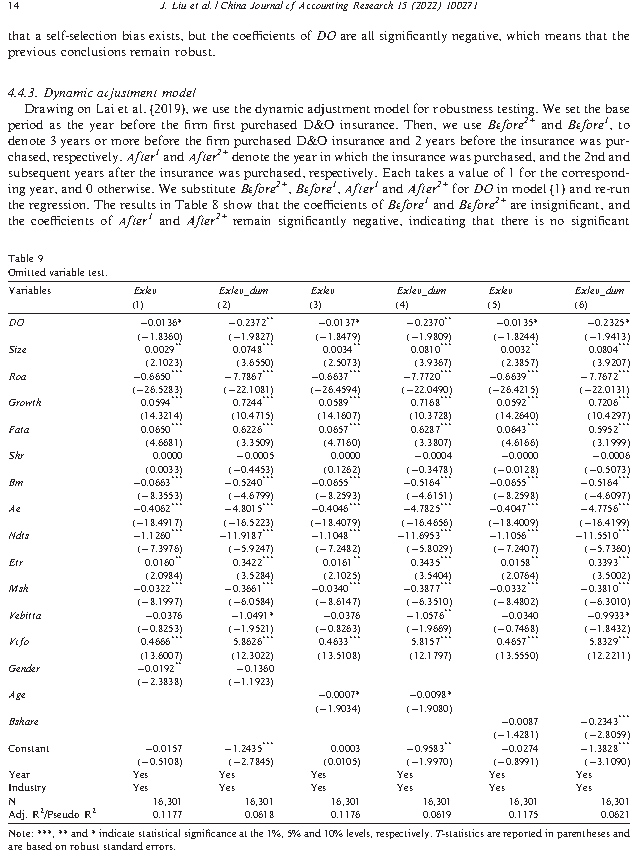 14 J. Liu et al. / China Journal of Accounting Research 15 (2022) 100271
that a self-selection bias exists, but the coefficients of DO are all significantly negative, which means that the
previous conclusions remain robust.
4.4.3. Dynamic adjustment model
Drawing on Lai et al. (2019), we use the dynamic adjustment model for robustness testing. We set the base
period as the year before the firm first purchased D&O insurance. Then, we use Before2+ and Before1, to
denote 3 years or more before the firm purchased D&O insurance and 2 years before the insurance was pur-
chased, respectively. After1 and After2+ denote the year in which the insurance was purchased, and the 2nd and
subsequent years after the insurance was purchased, respectively. Each takes a value of 1 for the correspond-
ing year, and 0 otherwise. We substitute Before2+, Before1, After1 and After2+ for DO in model (1) and re-run
the regression. The results in Table 8 show that the coefficients of Before1 and Before2+ are insignificant, and
the coefficients of After1 and After2+ remain significantly negative, indicating that there is no significant
Table 9
Omitted variable test.
Variables Exlev Exlev_dum Exlev Exlev_dum Exlev Exlev_dum
(1) (2) (3) (4) (5) (6)
DO −0.0136* −0.2372** −0.0137* −0.2370** −0.0135* −0.2325*
(−1.8360) (−1.9827) (−1.8479) (−1.9809) (−1.8244) (−1.9413)
Size 0.0029** 0.0748*** 0.0034** 0.0810*** 0.0032** 0.0804***
(2.1023) (3.6550) (2.5073) (3.9367) (2.3857) (3.9207)
Roa −0.6650*** −7.7867*** −0.6637*** −7.7720*** −0.6639*** −7.7672***
(−26.5283) (−22.1081) (−26.4594) (−22.0490) (−26.4215) (−22.0131)
Growth 0.0594*** 0.7244*** 0.0589*** 0.7168*** 0.0592*** 0.7206***
(14.3214) (10.4715) (14.1607) (10.3728) (14.2640) (10.4297)
Fata 0.0650*** 0.6226*** 0.0657*** 0.6287*** 0.0643*** 0.5952***
(4.6681) (3.3509) (4.7160) (3.3807) (4.6166) (3.1999)
Shr 0.0000 −0.0005 0.0000 −0.0004 −0.0000 −0.0006
(0.0033) (−0.4453) (0.1262) (−0.3478) (−0.0128) (−0.5073)
Bm −0.0663*** −0.5240*** −0.0655*** −0.5164*** −0.0655*** −0.5164***
(−8.3553) (−4.6799) (−8.2593) (−4.6151) (−8.2598) (−4.6097)
Ae −0.4062*** −4.8015*** −0.4046*** −4.7825*** −0.4047*** −4.7756***
(−18.4917) (−16.5223) (−18.4079) (−16.4656) (−18.4009) (−16.4199)
Ndts −1.1260*** −11.9187*** −1.1048*** −11.6953*** −1.1056*** −11.5510***
(−7.3976) (−5.9247) (−7.2482) (−5.8029) (−7.2407) (−5.7360)
Etr 0.0160** 0.3422*** 0.0161** 0.3435*** 0.0158** 0.3393***
(2.0984) (3.5284) (2.1025) (3.5404) (2.0764) (3.5002)
Msh −0.0322*** −0.3661*** −0.0340*** −0.3877*** −0.0332*** −0.3810***
(−8.1997) (−6.0584) (−8.6147) (−6.3510) (−8.4802) (−6.3010)
Vebitta −0.0376 −1.0491* −0.0376 −1.0576** −0.0340 −0.9933*
(−0.8253) (−1.9521) (−0.8263) (−1.9669) (−0.7468) (−1.8432)
Vcfo 0.4666*** 5.8626*** 0.4633*** 5.8157*** 0.4657*** 5.8329***
(13.6007) (12.3022) (13.5108) (12.1797) (13.5550) (12.2211)
Gender −0.0192** −0.1360
(−2.3838) (−1.1923)
Age −0.0007* −0.0098*
(−1.9034) (−1.9080)
Bshare −0.0087 −0.2343***
(−1.4281) (−2.8059)
Constant −0.0157 −1.2435*** 0.0003 −0.9583** −0.0274 −1.3828***
(−0.5108) (−2.7845) (0.0105) (−1.9970) (−0.8991) (−3.1090)
Year Yes Yes Yes Yes Yes Yes
Industry Yes Yes Yes Yes Yes Yes
N 16,301 16,301 16,301 16,301 16,301 16,301
Adj. R2/Pseudo R2 0.1177 0.0618 0.1176 0.0619 0.1175 0.0621
Note: ***, ** and * indicate statistical significance at the 1%, 5% and 10% levels, respectively. T-statistics are reported in parentheses and
are based on robust standard errors.